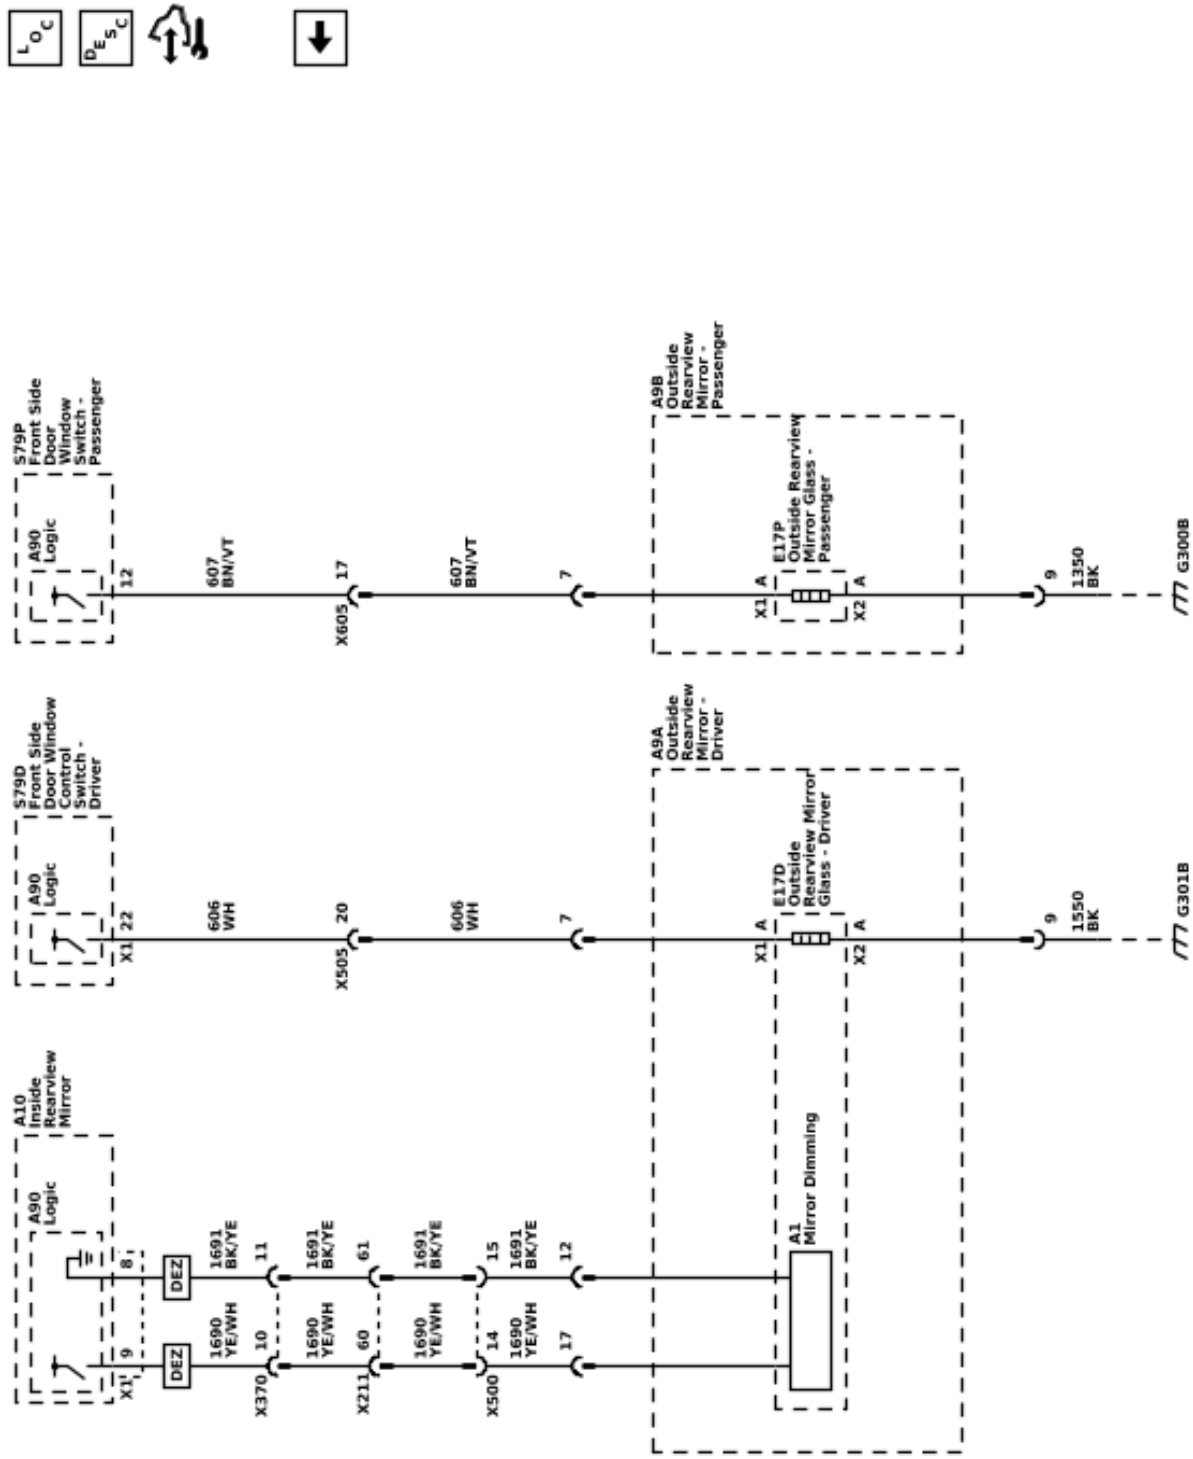 LOC
DESC
A10
Inside
Rearview
Mirror
A90
Logic
X1
9
8
DEZ
DEZ
1690
YE/WH
1691
BK/YE
X370
10
11
1690
YE/WH
1691
BK/YE
X211
60
61
1690
YE/WH
1691
BK/YE
X500
14
15
1690
YE/WH
1691
BK/YE
17
12
A1
Mirror Dimming
S79D
Front Side
Door Window
Control
Switch -
Driver
A90
Logic
X1
22
606
WH
X505
20
606
WH
7
A9A
Outside
Rearview
Mirror -
Driver
E17D
Outside
Rearview Mirror
Glass - Driver
X1
A
X2
A
9
1550
BK
G301B
S79P
Front Side
Door
Window
Switch -
Passenger
A90
Logic
12
607
BN/VT
X605
17
607
BN/VT
7
A9B
Outside
Rearview
Mirror -
Passenger
E17P
Outside Rearview
Mirror Glass -
Passenger
X1
A
X2
A
9
1350
BK
G300B